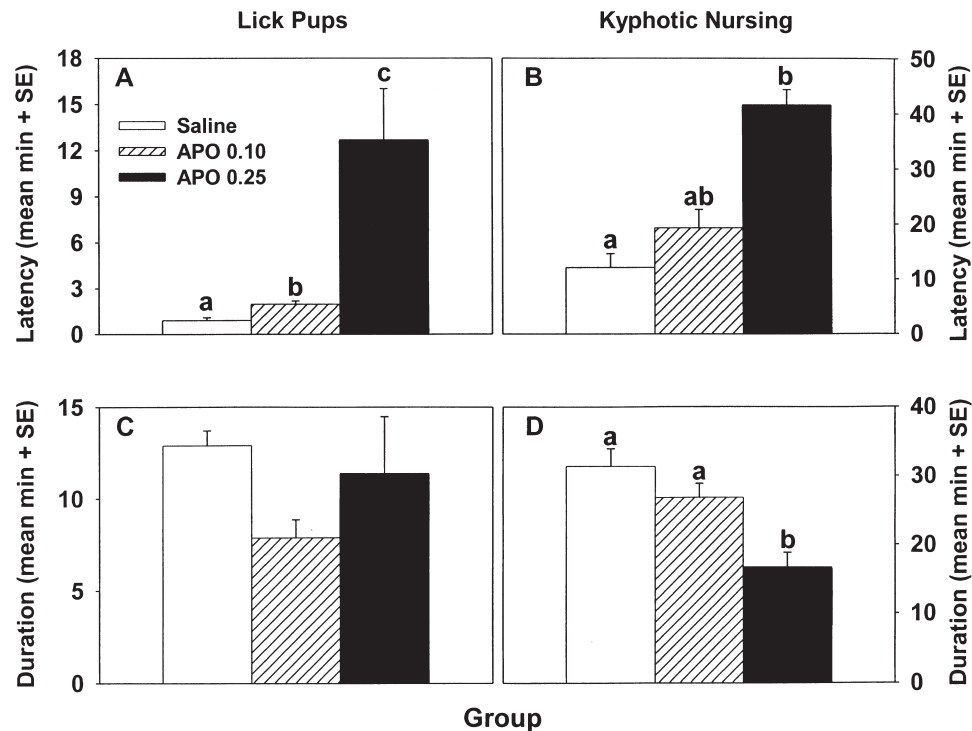 Lick Pups
Kyphotic Nursing
Latency (mean min + SE)
18
15
12
9
6
3
0
A
Saline
APO 0.10
APO 0.25
a
b
c
B
a
ab
b
50
40
30
20
10
0
Latency (mean min + SE)
Duration (mean min + SE)
15
10
5
0
C
D
a
a
b
40
30
20
10
0
Duration (mean min + SE)
Group